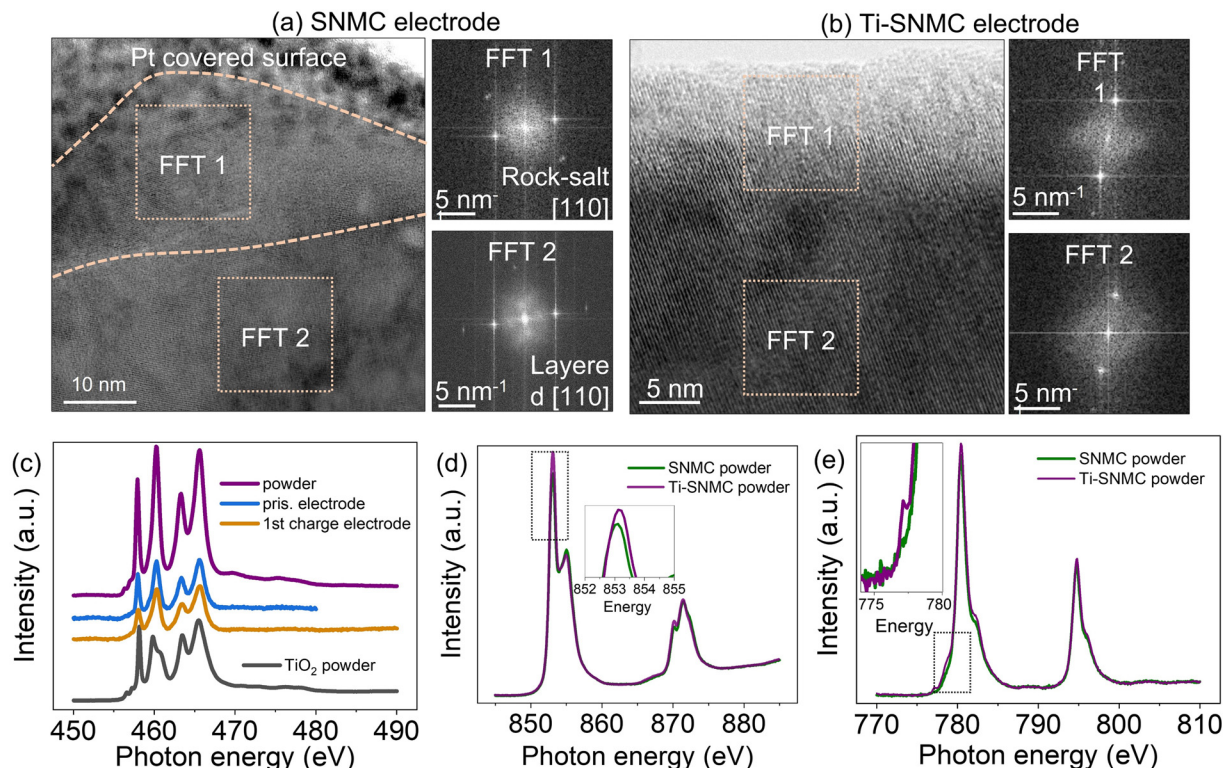 (a) SNMC electrode
Pt covered surface
FFT 1
FFT 2
10 nm
FFT 1
Rock-salt
[110]
5 nm-1
FFT 2
Layere
d [110]
5 nm-1
(b) Ti-SNMC electrode
FFT 1
FFT 2
5 nm
FFT
1
5 nm-1
FFT 2
5 nm-
(c)
powder
pris. electrode
1st charge electrode
TiO2 powder
Intensity (a.u.)
450 460 470 480 490
Photon energy (eV)
(d)
SNMC powder
Ti-SNMC powder
852 853 854 855
Energy
Intensity (a.u.)
850 860 870 880
Photon energy (eV)
(e)
SNMC powder
Ti-SNMC powder
775 780
Energy
Intensity (a.u.)
770 780 790 800 810
Photon energy (eV)